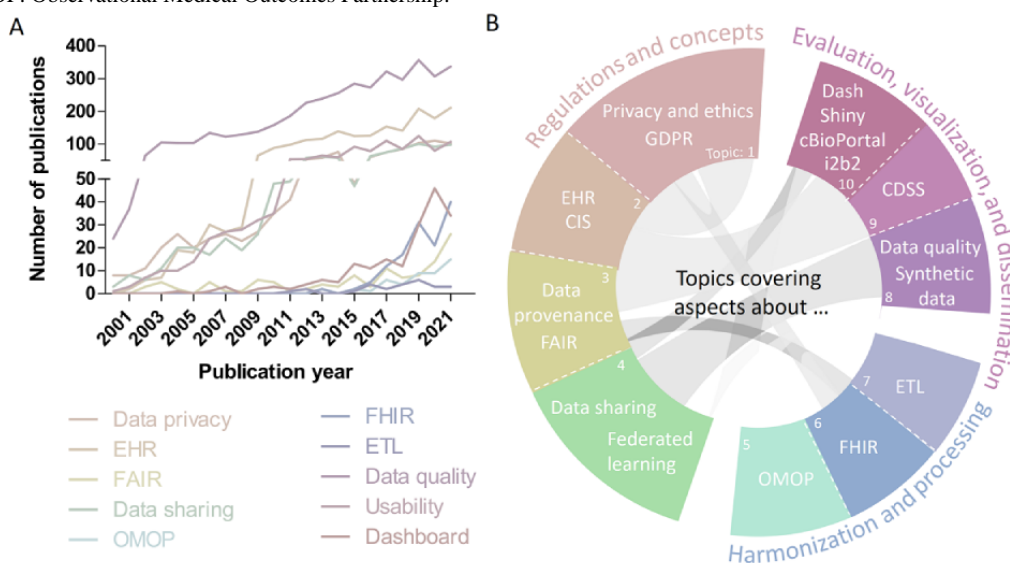 Observational Medical Outcomes Partnership.
A
400
300
200
100
50
40
30
20
10
0
Number of publications
2001
2003
2005
2007
2009
2011
2013
2015
2017
2019
2021
Publication year
Data privacy
EHR
FAIR
Data sharing
OMOP
FHIR
ETL
Data quality
Usability
Dashboard
B
Regulations and concepts
Privacy and ethics
GDPR
Topic: 1
EHR
CIS
2
Data
provenance
FAIR
3
4
Data sharing
Federated
learning
Topics covering
aspects about ...
Evaluation, visualization, and dissemination
Dash
Shiny
cBioPortal
i2b2
10
CDSS
9
Data quality
Synthetic
data
8
7
ETL
6
FHIR
5
OMOP
Harmonization and processing